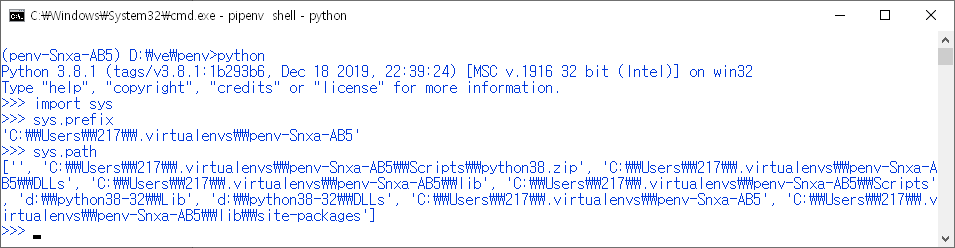 C:₩Windows₩System32₩cmd.exe - pipenv  shell - python
(penv-Snxa-AB5) D:₩ve₩penv>python
Python 3.8.1 (tags/v3.8.1:1b293b6, Dec 18 2019, 22:39:24) [MSC v.1916 32 bit (Intel)] on win32
Type "help", "copyright", "credits" or "license" for more information.
>>> import sys
>>> sys.prefix
'C:₩₩Users₩₩217₩₩.virtualenvs₩₩penv-Snxa-AB5'
>>> sys.path
['', 'C:₩₩Users₩₩217₩₩.virtualenvs₩₩penv-Snxa-AB5₩₩Scripts₩₩python38.zip', 'C:₩₩Users₩₩217₩₩.virtualenvs₩₩penv-Snxa-A
B5₩₩DLLs', 'C:₩₩Users₩₩217₩₩.virtualenvs₩₩penv-Snxa-AB5₩₩lib', 'C:₩₩Users₩₩217₩₩.virtualenvs₩₩penv-Snxa-AB5₩₩Scripts'
, 'd:₩₩python38-32₩₩Lib', 'd:₩₩python38-32₩₩DLLs', 'C:₩₩Users₩₩217₩₩.virtualenvs₩₩penv-Snxa-AB5', 'C:₩₩Users₩₩217₩₩.v
irtualenvs₩₩penv-Snxa-AB5₩₩lib₩₩site-packages']
>>>